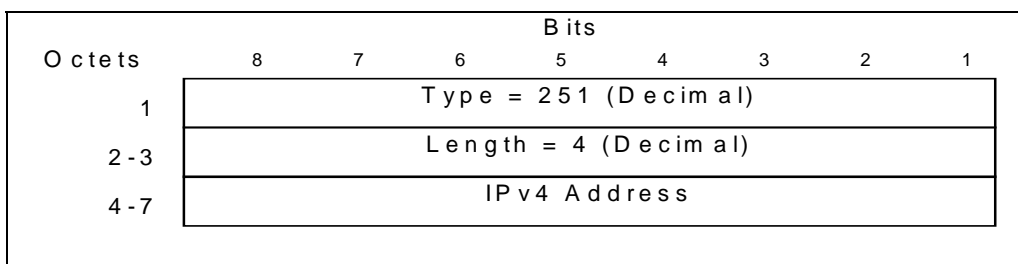 Bits
Octets 8 7 6 5 4 3 2 1
1 Type = 251 (Decimal)
2-3 Length = 4 (Decimal)
4-7 IPv4 Address